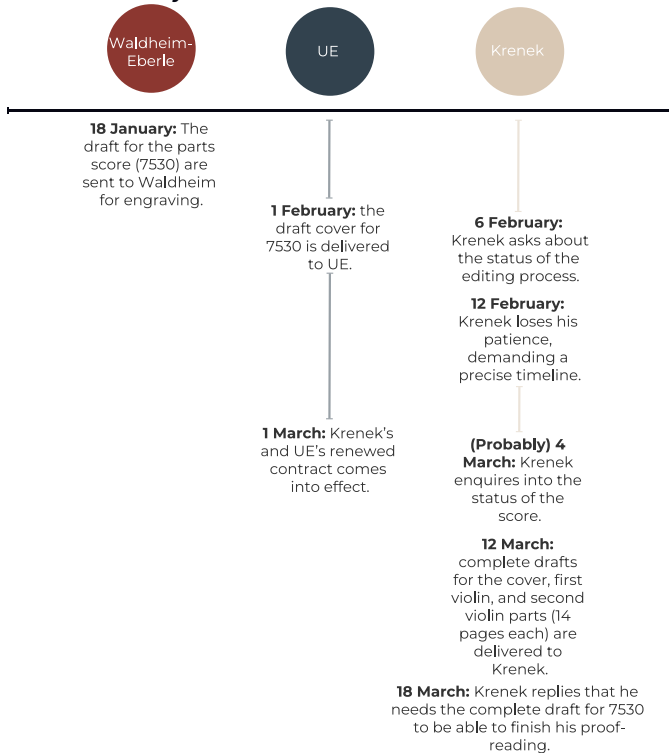 Waldheim-
Eberle
UE
Krenek
18 January: The
draft for the parts
score (7530) are
sent to Waldheim
for engraving.
1 February: the
draft cover for
7530 is delivered
to UE.
6 February:
Krenek asks about
the status of the
editing process.
12 February:
Krenek loses his
patience,
demanding a
precise timeline.
1 March: Krenek's
and UE's renewed
contract comes
into effect.
(Probably) 4
March: Krenek
enquires into the
status of the
score.
12 March:
complete drafts
for the cover, first
violin, and second
violin parts (14
pages each) are
delivered to
Krenek.
18 March: Krenek replies that he
needs the complete draft for 7530
to be able to finish his proof-
reading.